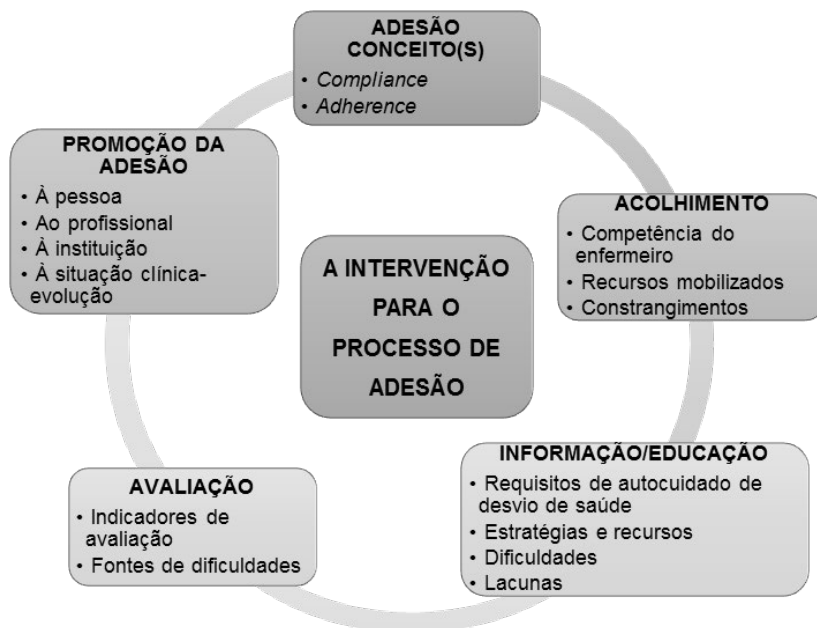 ADESÃO
CONCEITO(S)
• Compliance
• Adherence
PROMOÇÃO DA
ADESÃO
• À pessoa
• Ao profissional
• À instituição
• À situação clínica-
evolução
ACOLHIMENTO
• Competência do
enfermeiro
• Recursos mobilizados
• Constrangimentos
A INTERVENÇÃO
PARA O
PROCESSO DE
ADESÃO
INFORMAÇÃO/EDUCAÇÃO
• Requisitos de autocuidado de
desvio de saúde
• Estratégias e recursos
• Dificuldades
• Lacunas
AVALIAÇÃO
• Indicadores de
avaliação
• Fontes de dificuldades